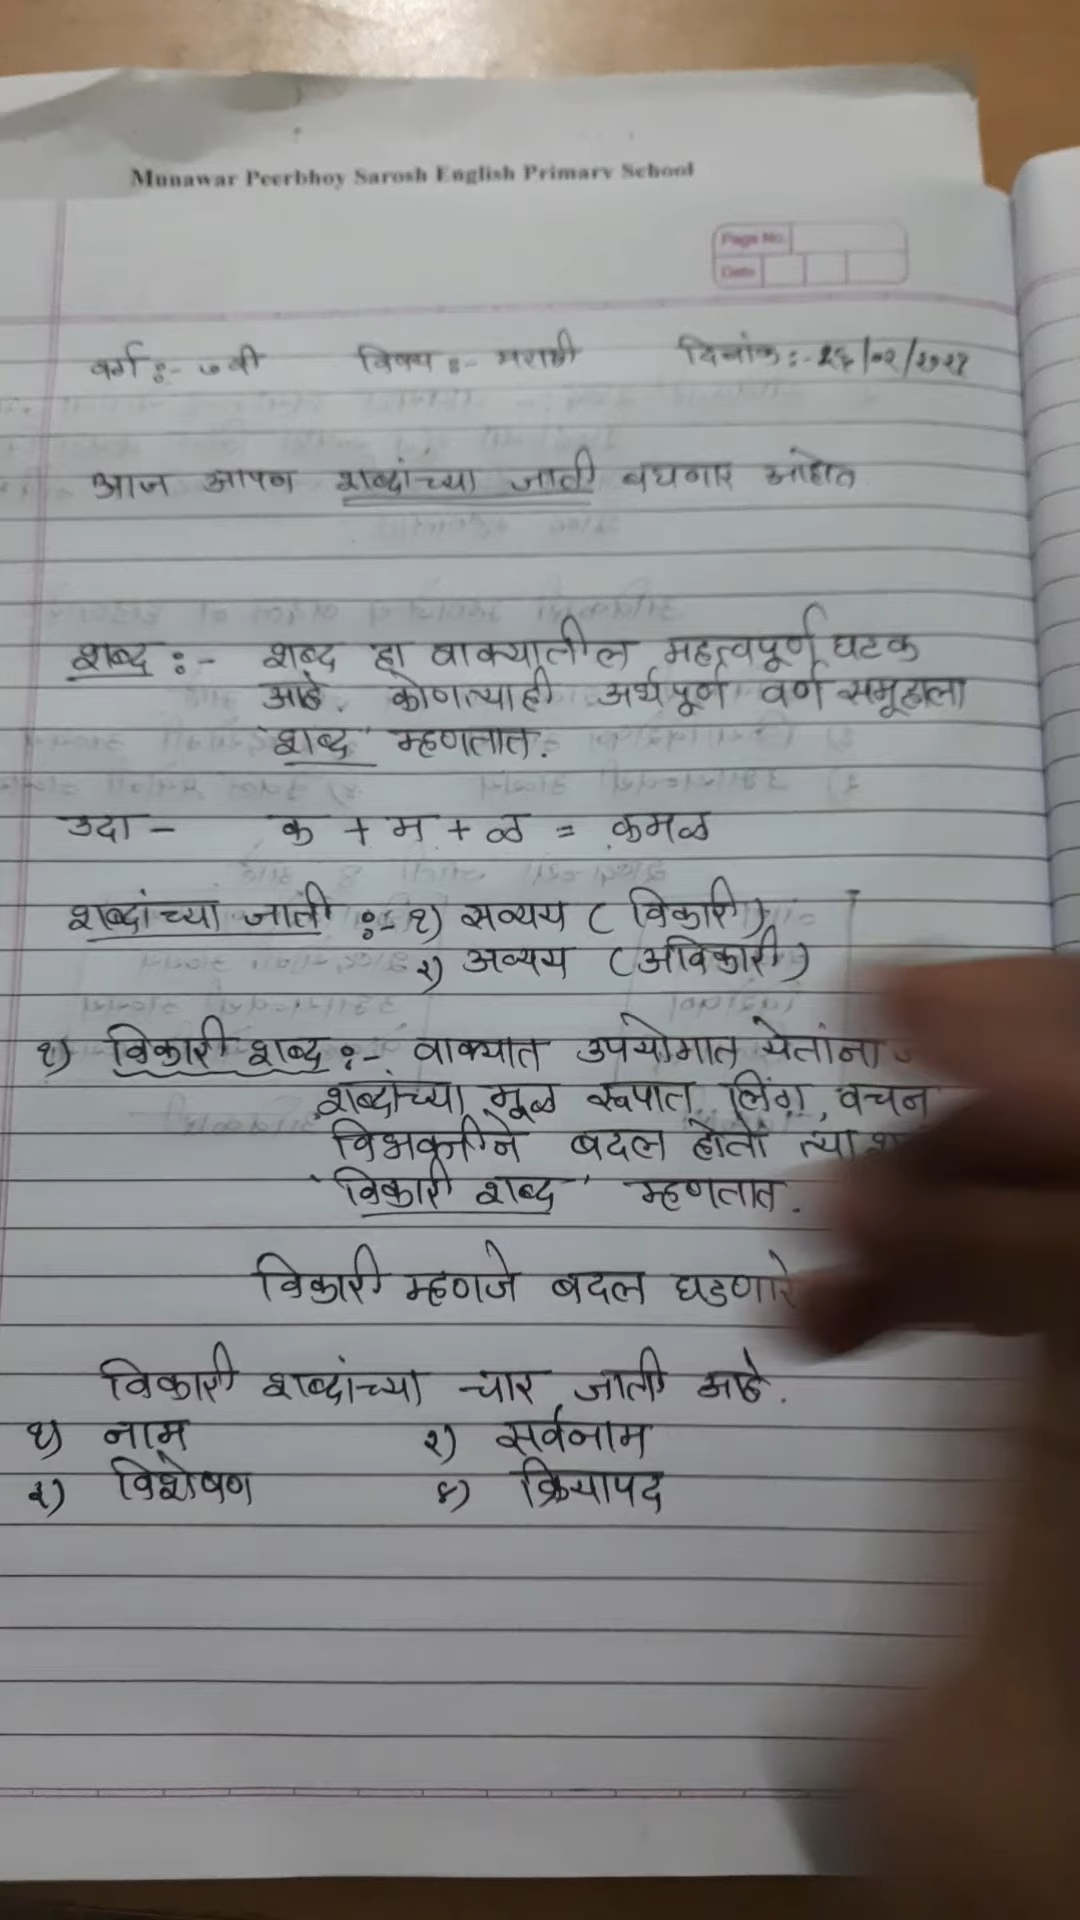 Munawar Peerbhoy Sarosh English Primary School
Page No.
Date
वर्ग :- ७वी विषय :- मराठी दिनांक :- २६/०२/२०२१
आज आपण शब्दांच्या जाती बघणार आहोत
शब्द :- शब्द हा वाक्यातील महत्वपूर्ण घटक
आहे. कोणत्याही अर्थपूर्ण वर्ण समूहाला
"शब्द" म्हणतात.
उदा - क + म + ळ = कमळ
शब्दांच्या जाती :- १) सव्यय ( विकारी )
२) अव्यय ( अविकारी )
१) विकारी शब्द :- वाक्यात उपयोगात येतांना
शब्दांच्या मूळ रूपात लिंग, वचन
विभक्तीने बदल होतो त्या
'विकारी शब्द' म्हणतात.
विकारी म्हणजे बदल घडणारे
विकारी शब्दांच्या चार जाती आहे.
१) नाम २) सर्वनाम
३) विशेषण ४) क्रियापद